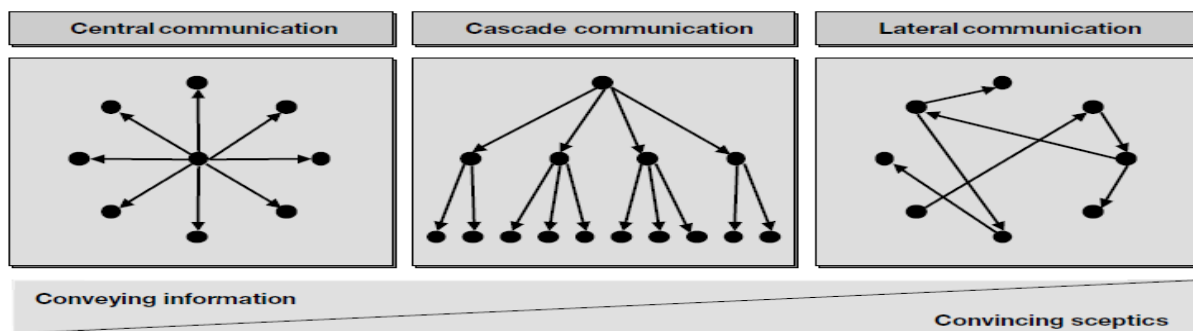 Central communication
Cascade communication
Lateral communication
Conveying information
Convincing sceptics